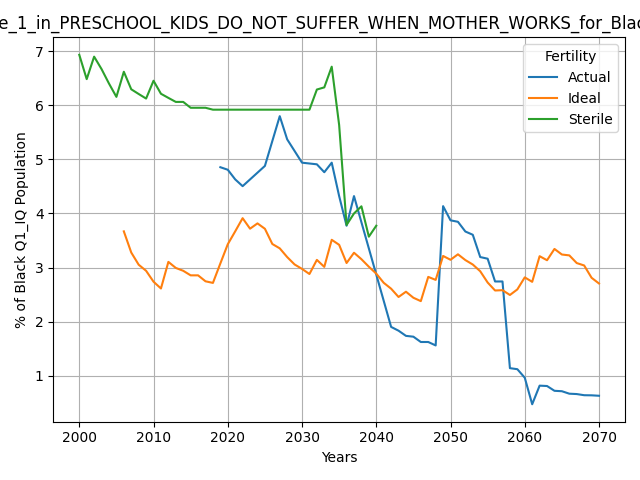 e_1_in_PRESCHOOL_KIDS_DO_NOT_SUFFER_WHEN_MOTHER_WORKS_for_Blac
Fertility
Actual
Ideal
Sterile
% of Black Q1_IQ Population
7
6
5
4
3
2
1
2000 2010 2020 2030 2040 2050 2060 2070
Years